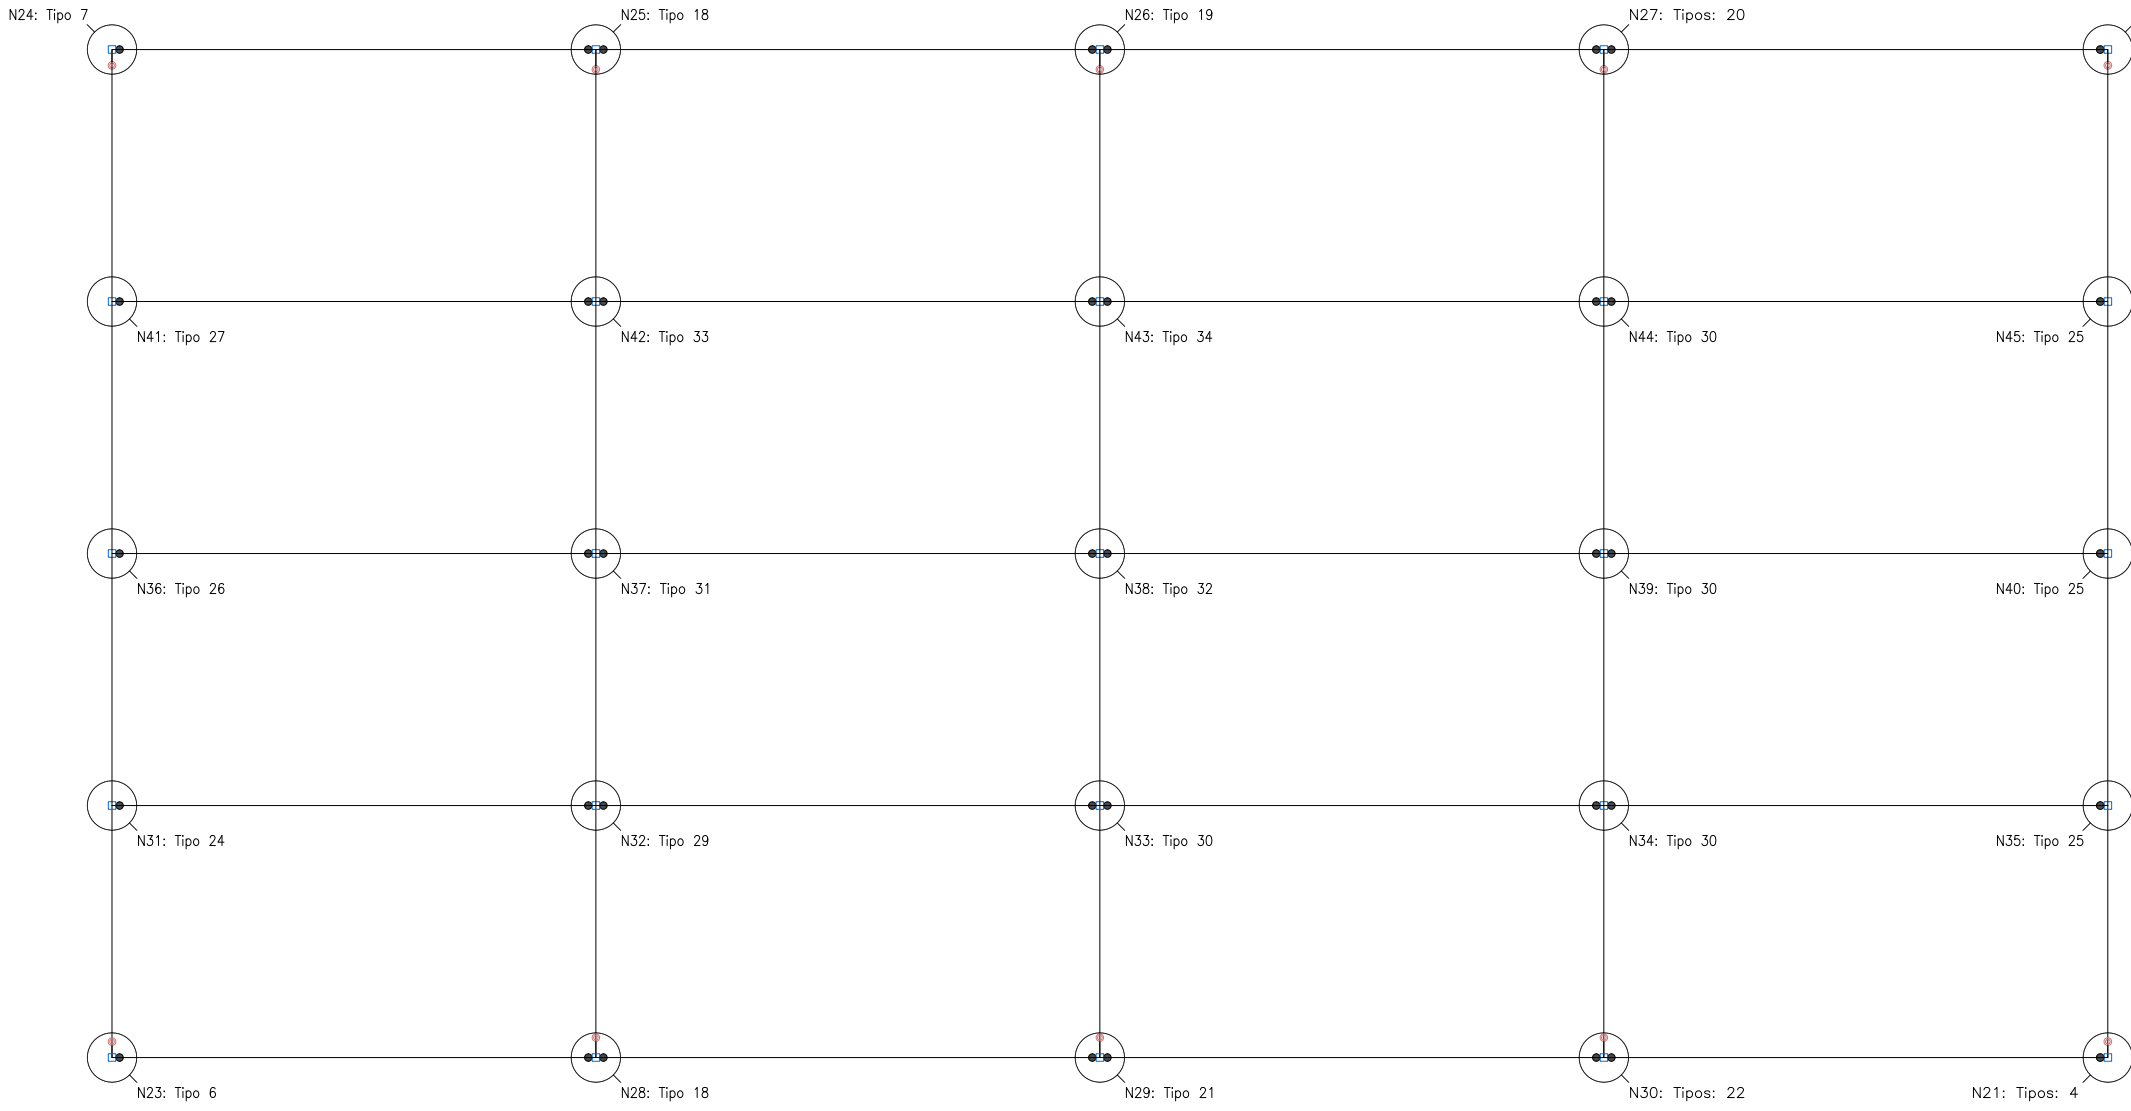 N24: Tipo 7
N25: Tipo 18
N26: Tipo 19
N27: Tipos: 20
N41: Tipo 27
N42: Tipo 33
N43: Tipo 34
N44: Tipo 30
N45: Tipo 25
N36: Tipo 26
N37: Tipo 31
N38: Tipo 32
N39: Tipo 30
N40: Tipo 25
N31: Tipo 24
N32: Tipo 29
N33: Tipo 30
N34: Tipo 30
N35: Tipo 25
N23: Tipo 6
N28: Tipo 18
N29: Tipo 21
N30: Tipos: 22
N21: Tipos: 4